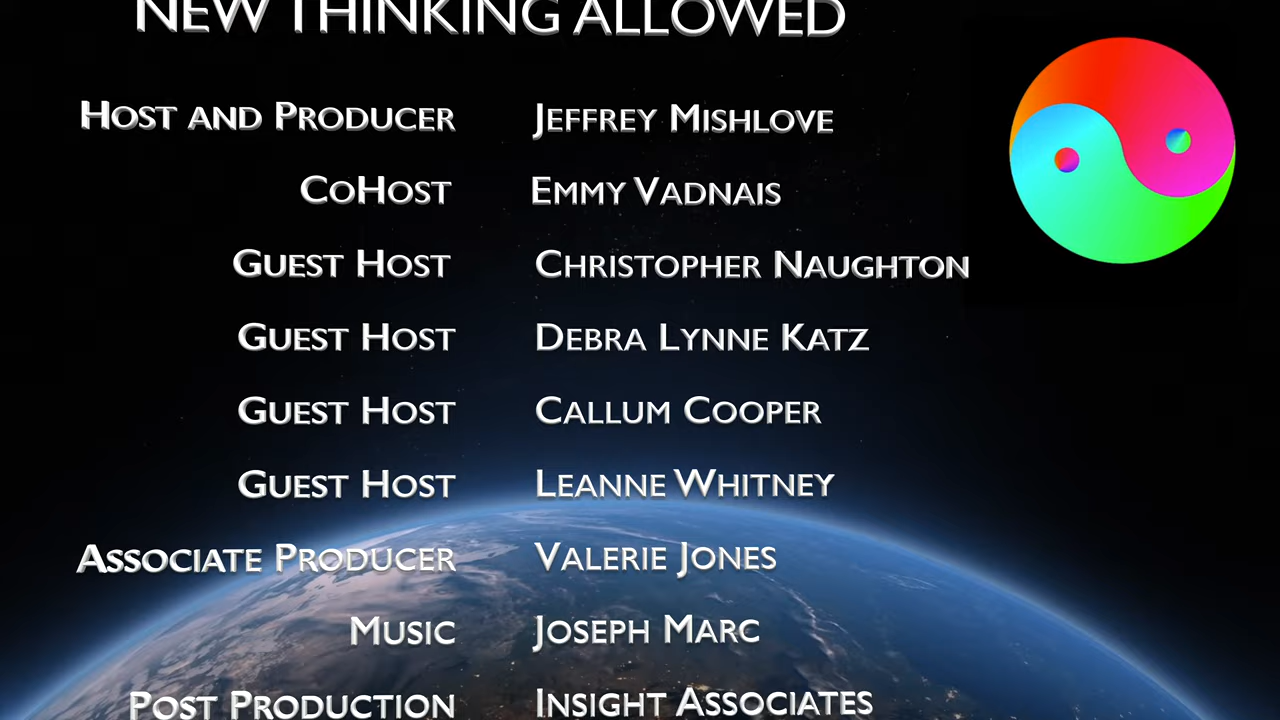 NEW THINKING ALLOWED
HOST AND PRODUCER JEFFREY MISHLOVE
COHOST EMMY VADNAIS
GUEST HOST CHRISTOPHER NAUGHTON
GUEST HOST DEBRA LYNNE KATZ
GUEST HOST CALLUM COOPER
GUEST HOST LEANNE WHITNEY
ASSOCIATE PRODUCER VALERIE JONES
MUSIC JOSEPH MARC
POST PRODUCTION INSIGHT ASSOCIATES